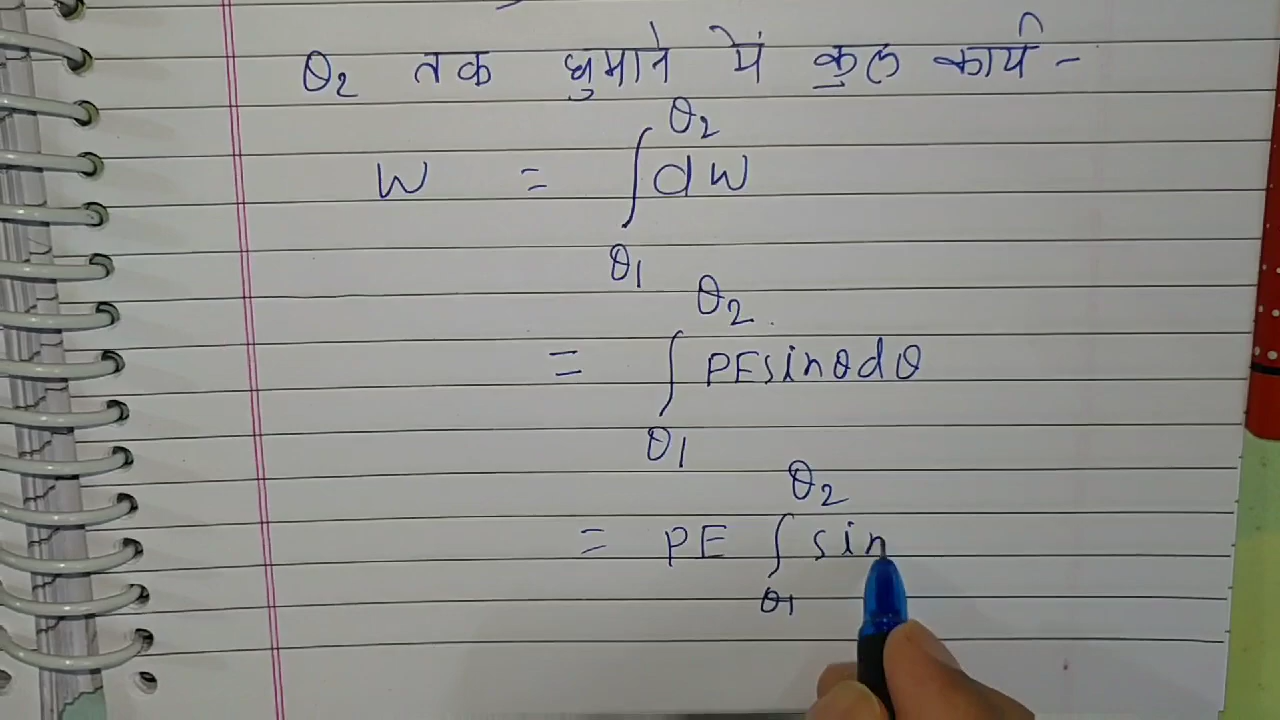 θ₂ तक घुमाने में कुल कार्य -
W = ∫ dW
θ₂
θ₁
= ∫ PE sinθ dθ
θ₂
θ₁
= PE ∫ sin
θ₂
θ₁